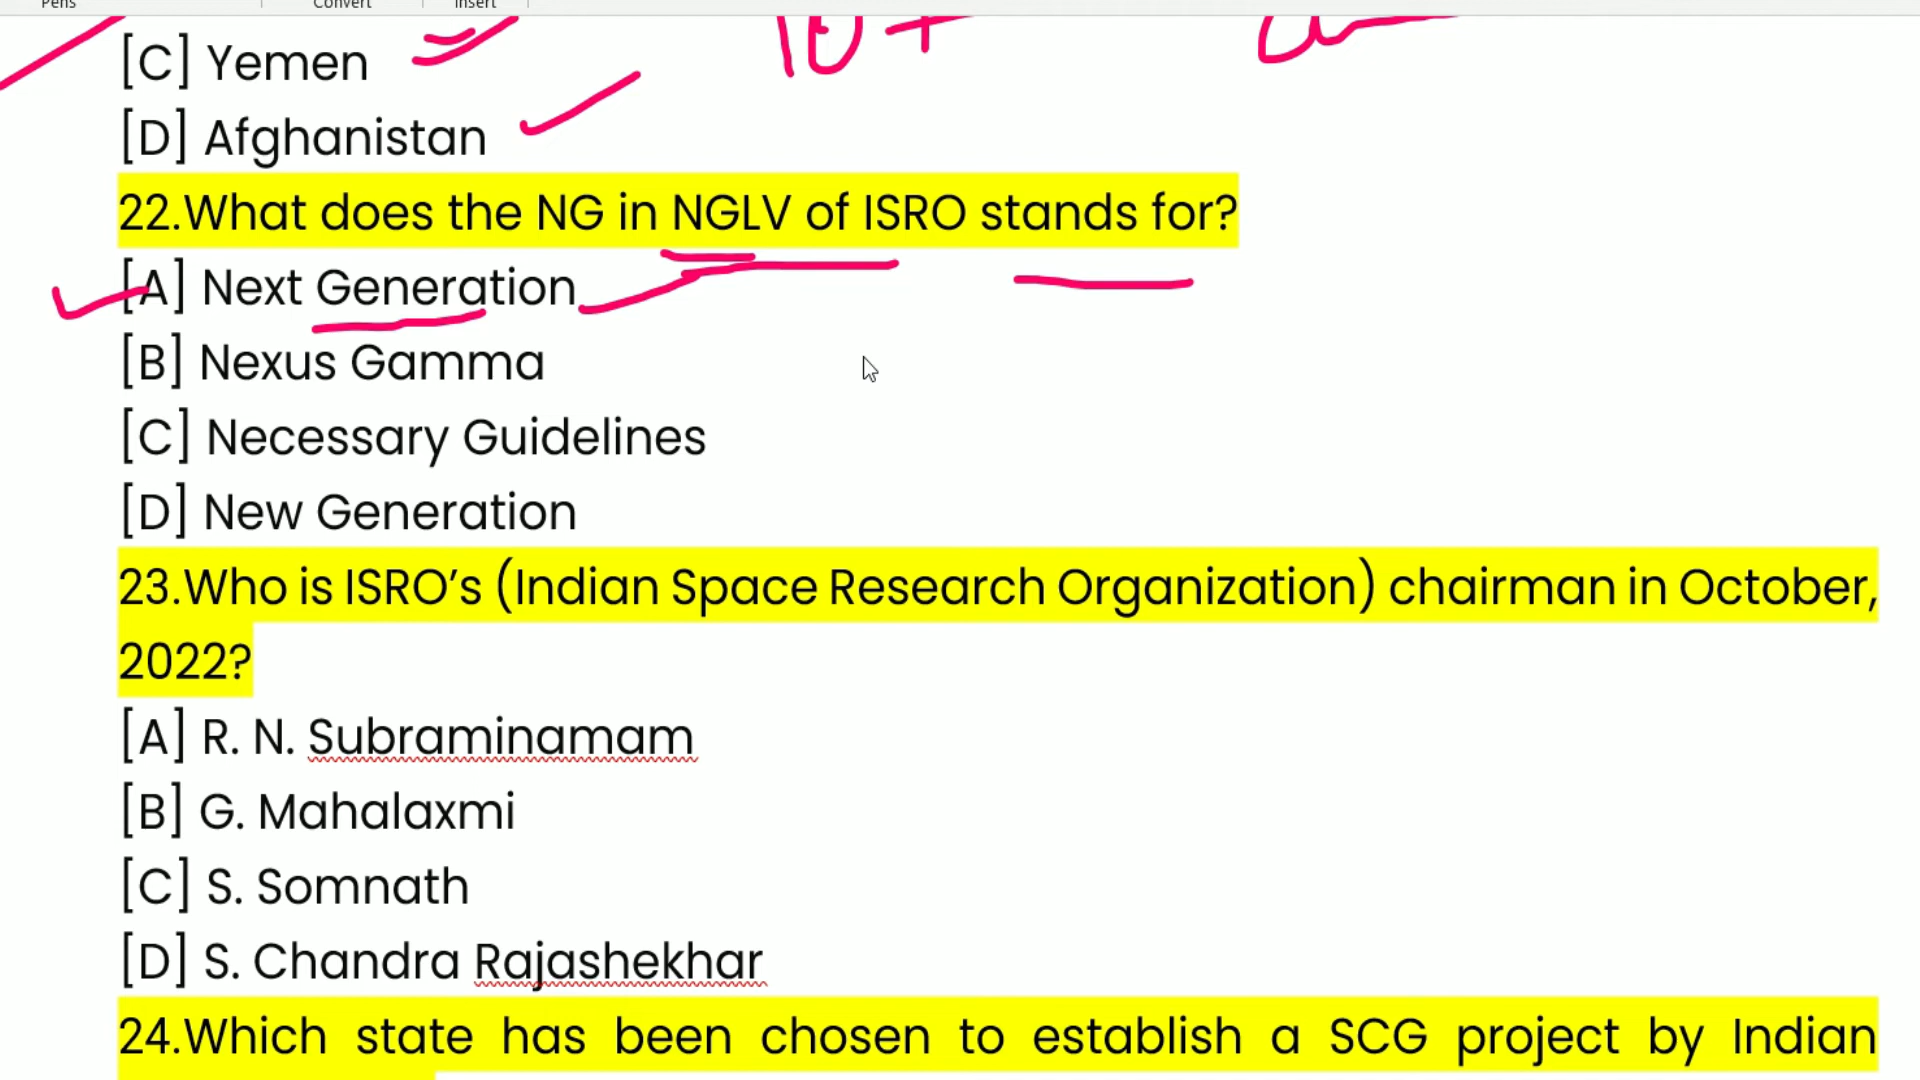 Pens Convert Insert
10+
[C] Yemen
[D] Afghanistan
22.What does the NG in NGLV of ISRO stands for?
[A] Next Generation
[B] Nexus Gamma
[C] Necessary Guidelines
[D] New Generation
23.Who is ISRO’s (Indian Space Research Organization) chairman in October,
2022?
[A] R. N. Subraminamam
[B] G. Mahalaxmi
[C] S. Somnath
[D] S. Chandra Rajashekhar
24.Which state has been chosen to establish a SCG project by Indian